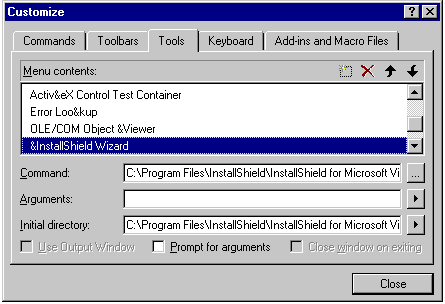 Customize
Commands Toolbars Tools Keyboard Add-ins and Macro Files
Menu contents:
Activ&eX Control Test Container
Error Loo&kup
OLE/COM Object &Viewer
&InstallShield Wizard
Command: C:\Program Files\InstallShield\InstallShield for Microsoft Vi ...
Arguments:
Initial directory: C:\Program Files\InstallShield\InstallShield for Microsoft Vi
Use Output Window Prompt for arguments Close window on exiting
Close